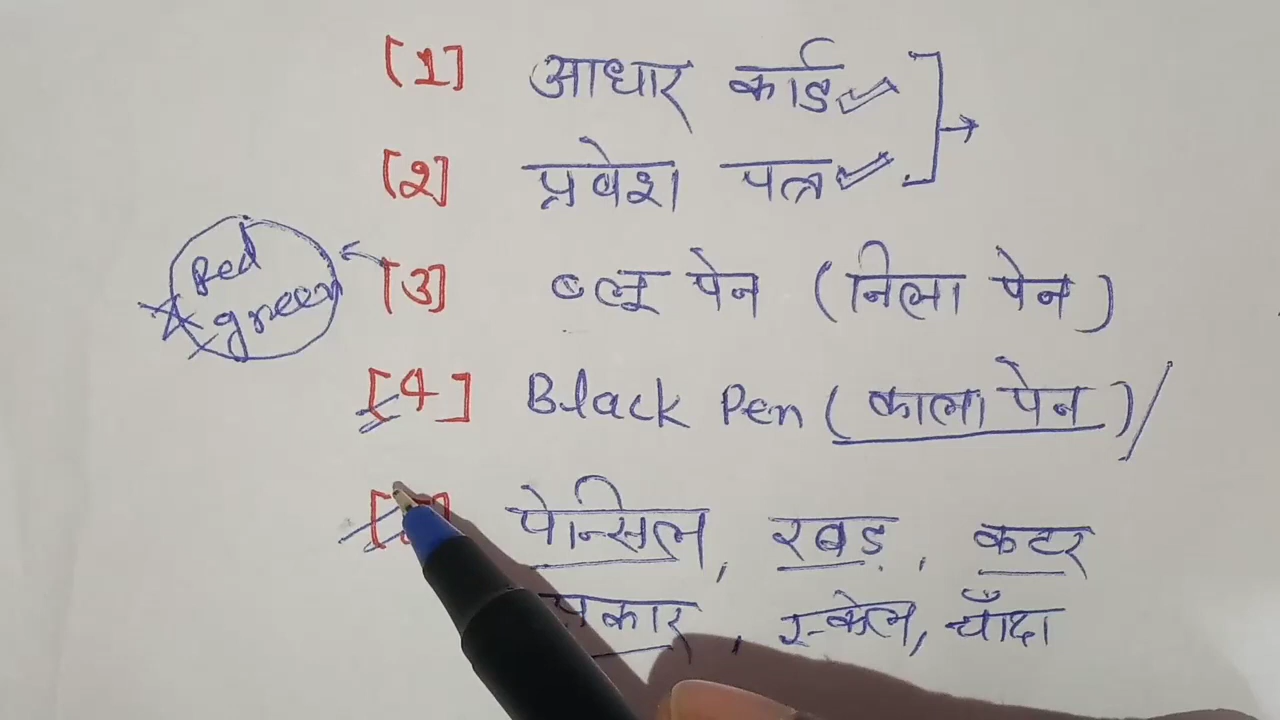 [1] आधार कार्ड
[2] प्रवेश पत्र
Red
green
[3] ब्लू पेन (निला पेन)
[4] Black Pen (काला पेन) /
पेन्सिल, रबड़, कटर
स्केल, चाँदा